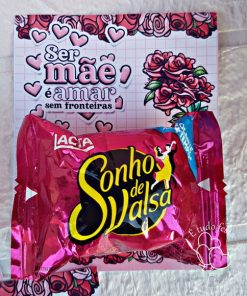 Ser
mãe
é amar
sem fronteiras
LACTA
Sonho
de
Valsa